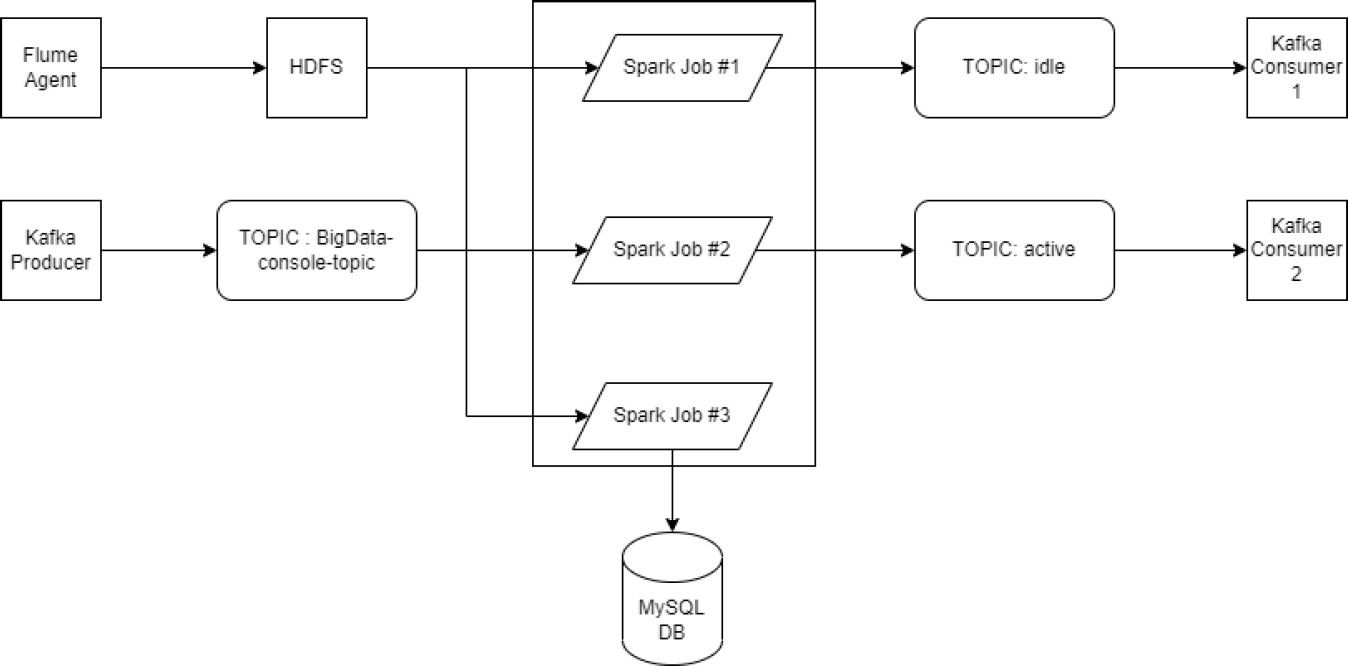 Flume
Agent
HDFS
Spark Job #1
TOPIC: idle
Kafka
Consumer
1
Kafka
Producer
TOPIC : BigData-
console-topic
Spark Job #2
TOPIC: active
Kafka
Consumer
2
Spark Job #3
MySQL
DB